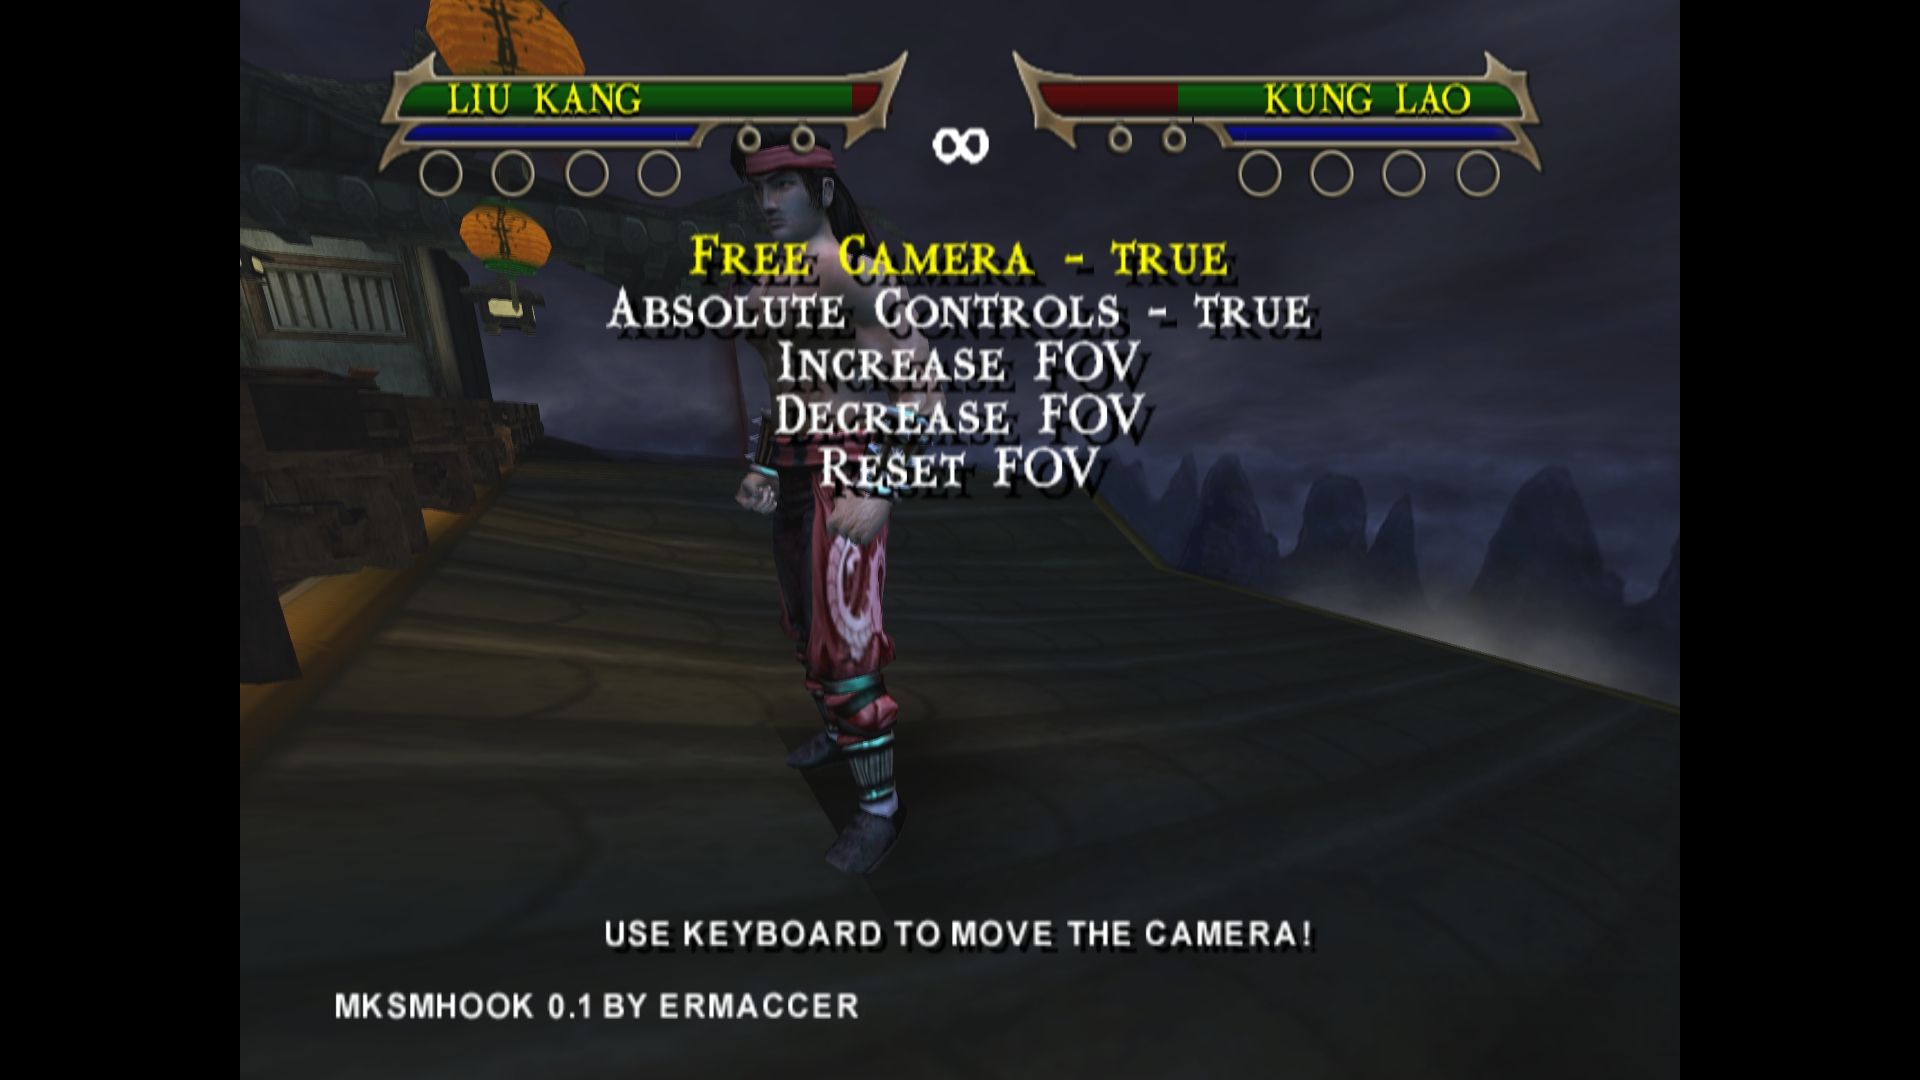 LIU KANG
KUNG LAO
∞
FREE CAMERA - TRUE
ABSOLUTE CONTROLS - TRUE
INCREASE FOV
DECREASE FOV
RESET FOV
USE KEYBOARD TO MOVE THE CAMERA!
MKSMHOOK 0.1 BY ERMACCER